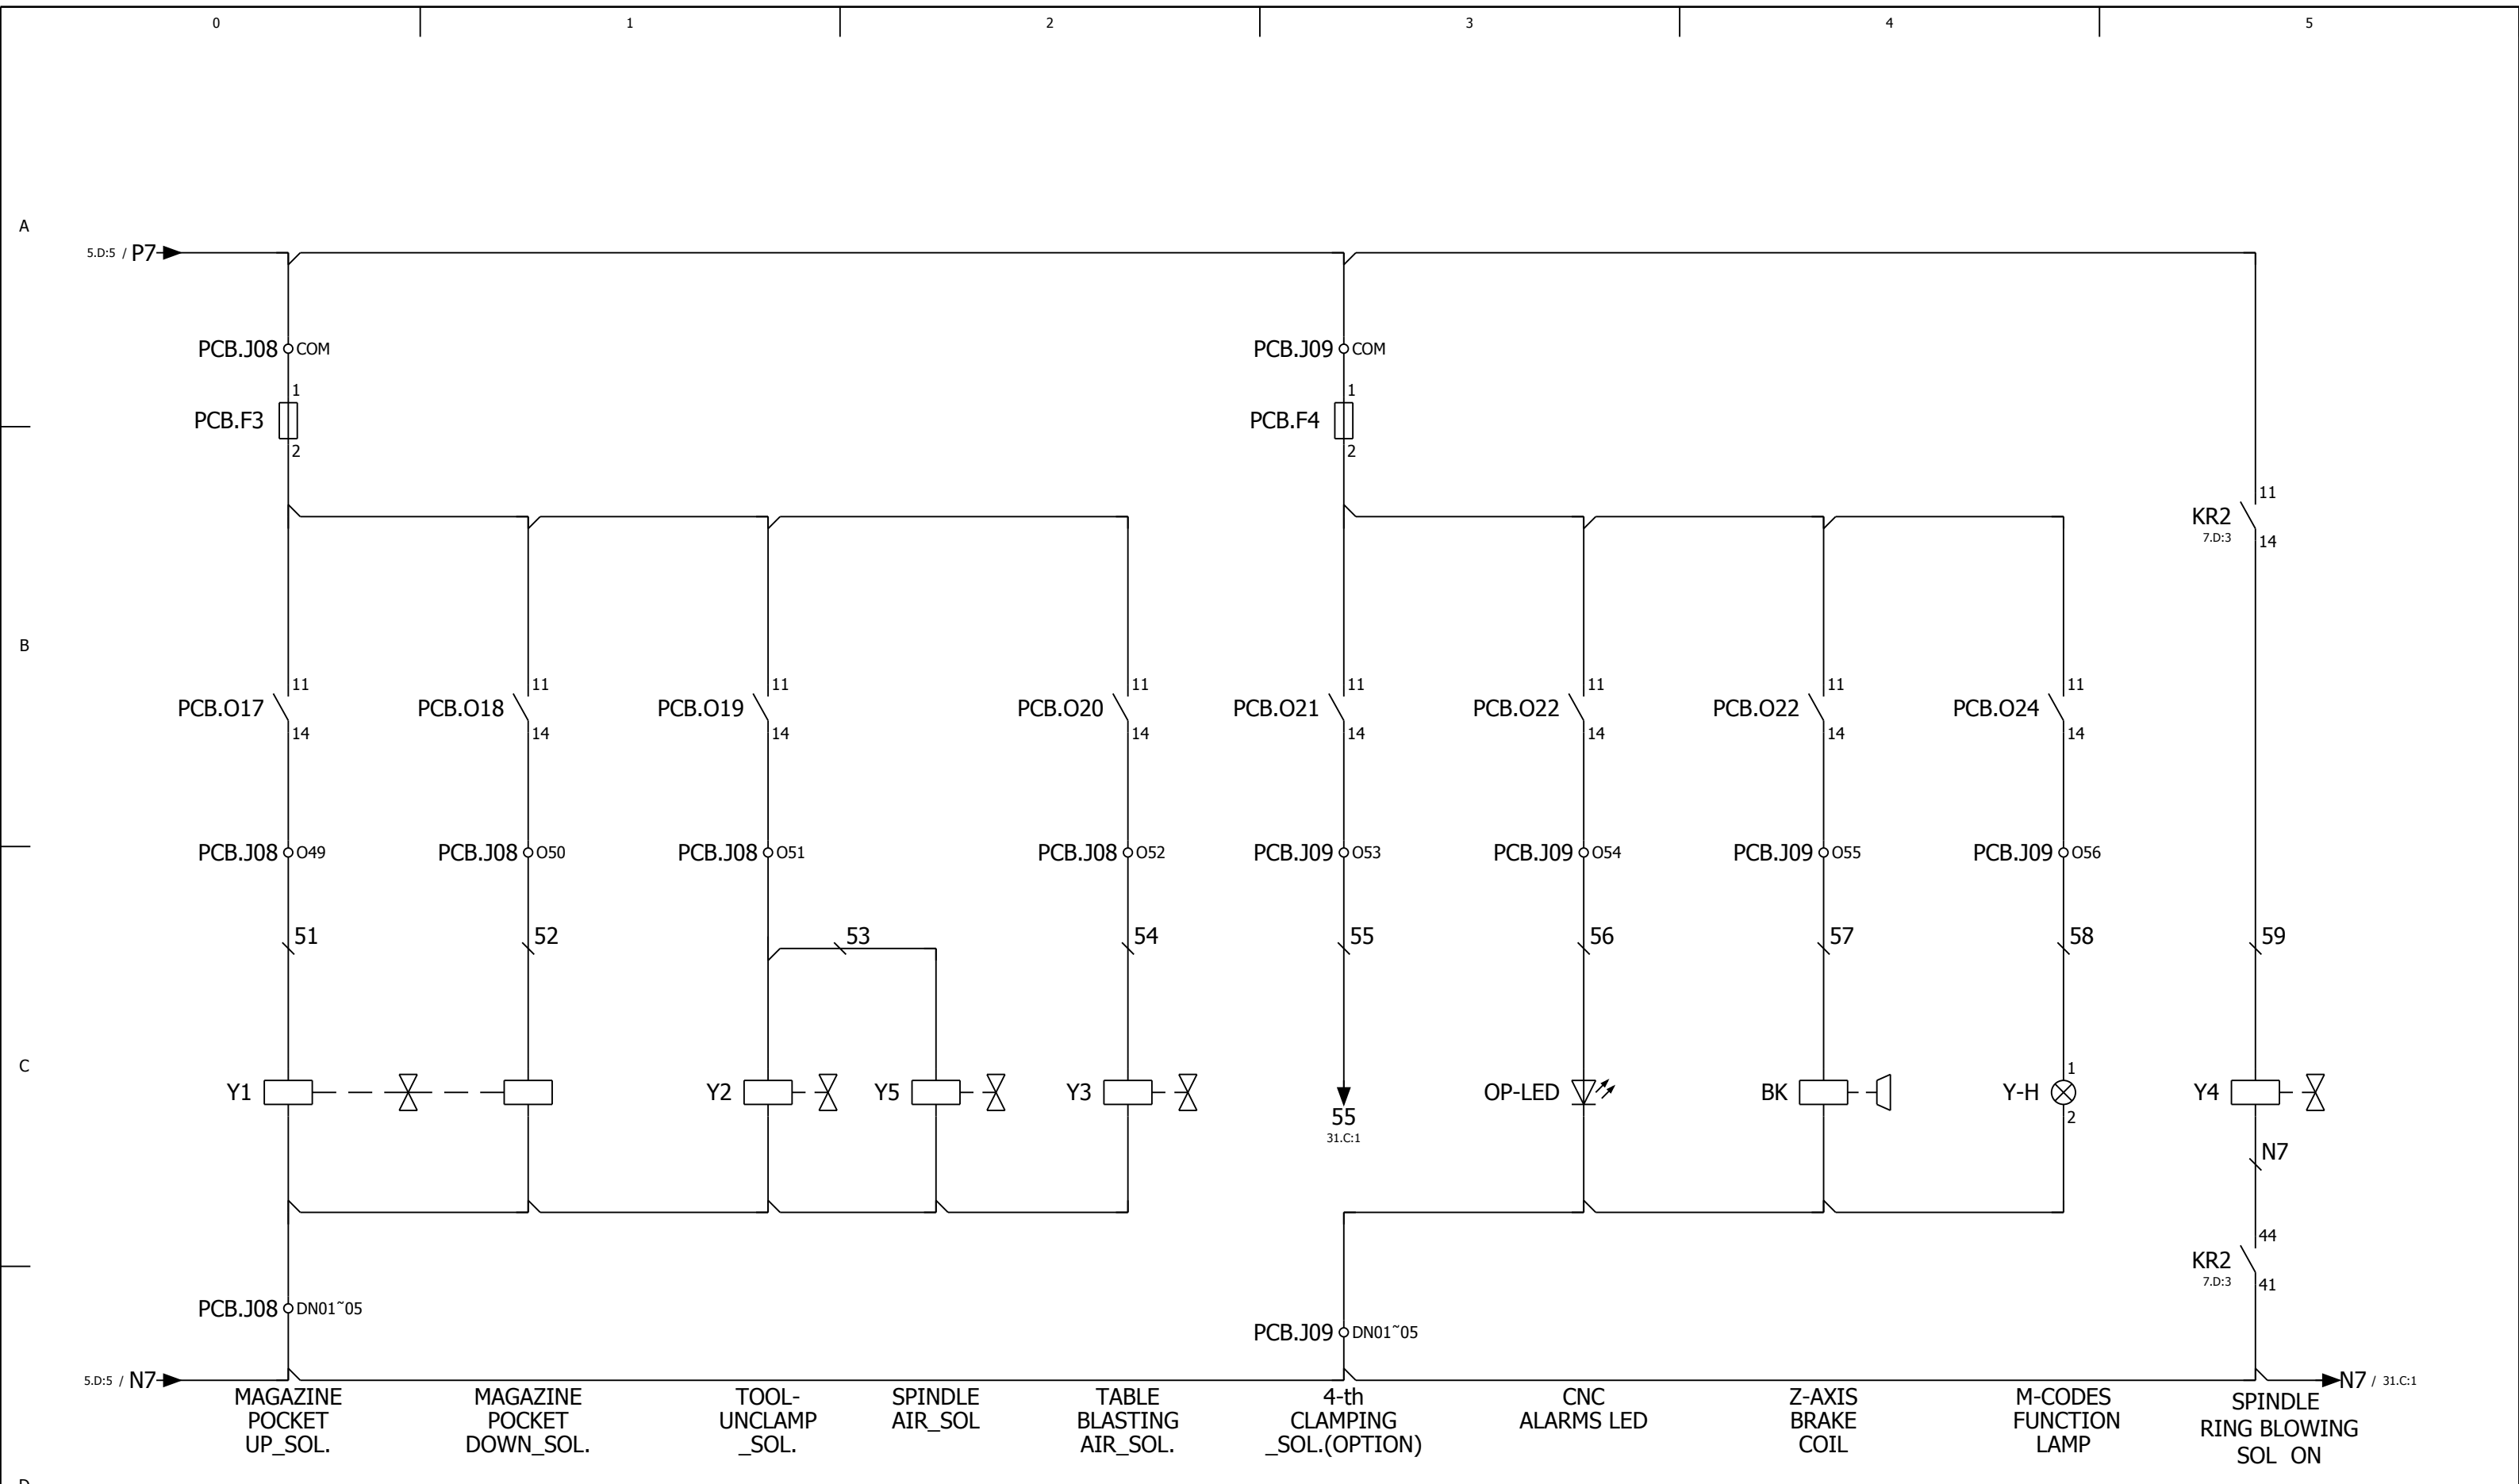 0 1 2 3 4 5
A
5.D:5 / P7
PCB.J08 COM PCB.J09 COM
1 1
PCB.F3 PCB.F4
2 2
11
KR2
7.D:3
14
B
11 11 11 11 11 11 11 11
PCB.O17 PCB.O18 PCB.O19 PCB.O20 PCB.O21 PCB.O22 PCB.O22 PCB.O24
14 14 14 14 14 14 14 14
PCB.J08 O49 PCB.J08 O50 PCB.J08 O51 PCB.J08 O52 PCB.J09 O53 PCB.J09 O54 PCB.J09 O55 PCB.J09 O56
51 52 53 54 55 56 57 58 59
C
1
Y1 Y2 Y5 Y3 OP-LED BK Y-H Y4
55 2
31.C:1
N7
44
KR2
7.D:3
41
PCB.J08 DN01~05
PCB.J09 DN01~05
5.D:5 / N7 N7 / 31.C:1
MAGAZINE
POCKET
UP_SOL.
MAGAZINE
POCKET
DOWN_SOL.
TOOL-
UNCLAMP
_SOL.
SPINDLE
AIR_SOL
TABLE
BLASTING
AIR_SOL.
4-th
CLAMPING
_SOL.(OPTION)
CNC
ALARMS LED
Z-AXIS
BRAKE
COIL
M-CODES
FUNCTION
LAMP
SPINDLE
RING BLOWING
SOL ON